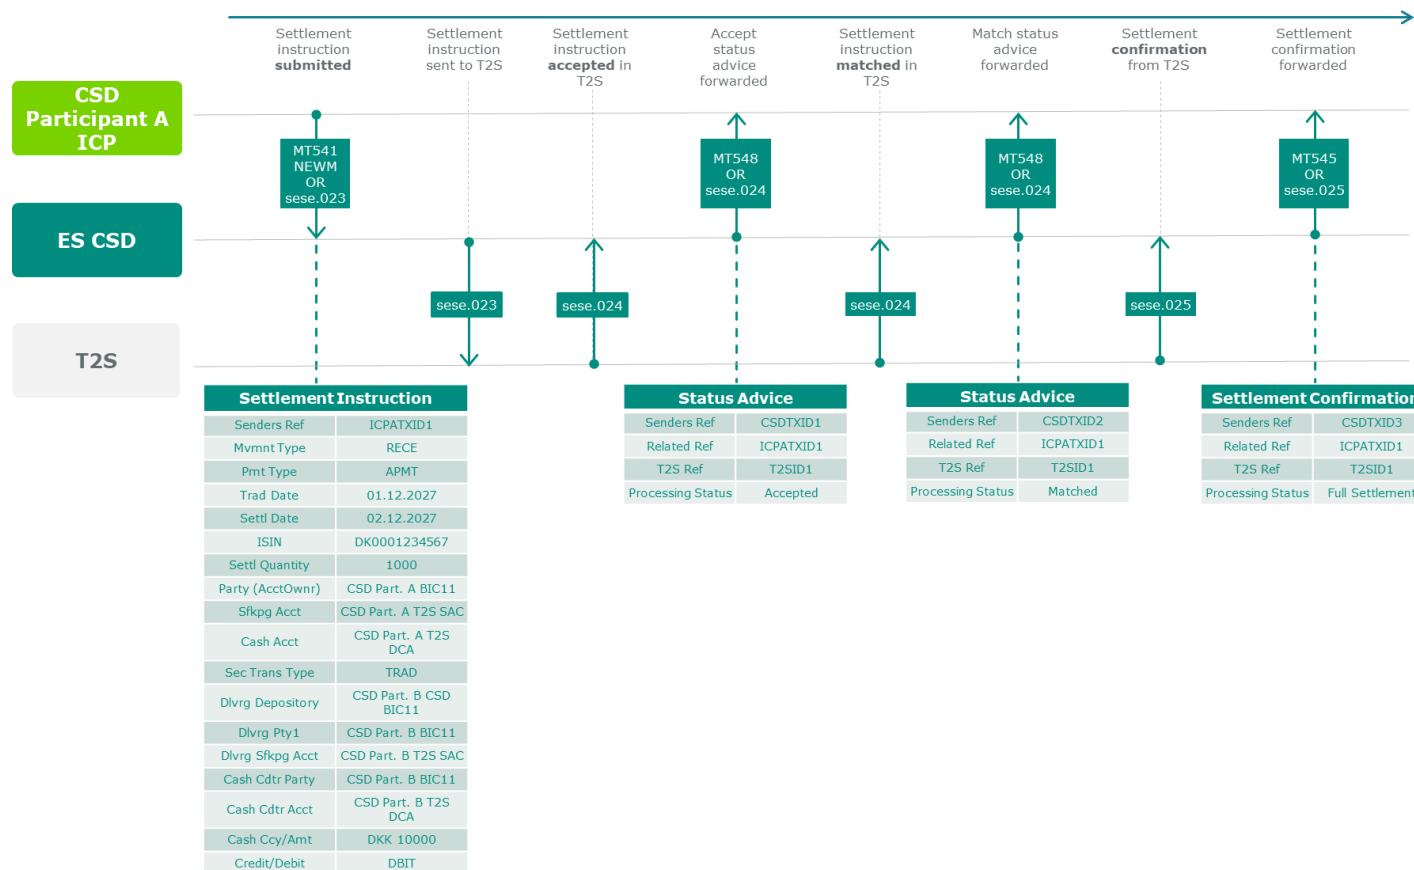 Settlement
instruction
submitted
Settlement
instruction
sent to T2S
Settlement
instruction
accepted in
T2S
Accept
status
advice
forwarded
Settlement
instruction
matched in
T2S
Match status
advice
forwarded
Settlement
confirmation
from T2S
Settlement
confirmation
forwarded
CSD
Participant A
ICP
MT541
NEWM
OR
sese.023
MT548
OR
sese.024
MT548
OR
sese.024
MT545
OR
sese.025
ES CSD
sese.023
sese.024
sese.024
sese.025
T2S
Settlement Instruction
Senders Ref ICPATXID1
Mvmnt Type RECE
Pmt Type APMT
Trad Date 01.12.2027
Settl Date 02.12.2027
ISIN DK0001234567
Settl Quantity 1000
Party (AcctOwnr) CSD Part. A BIC11
Sfkpg Acct CSD Part. A T2S SAC
Cash Acct CSD Part. A T2S
DCA
Sec Trans Type TRAD
Dlvrg Depository CSD Part. B CSD
BIC11
Dlvrg Pty1 CSD Part. B BIC11
Dlvrg Sfkpg Acct CSD Part. B T2S SAC
Cash Cdtr Party CSD Part. B BIC11
Cash Cdtr Acct CSD Part. B T2S
DCA
Cash Ccy/Amt DKK 10000
Credit/Debit DBIT
Status Advice
Senders Ref CSDTXID1
Related Ref ICPATXID1
T2S Ref T2SID1
Processing Status Accepted
Status Advice
Senders Ref CSDTXID2
Related Ref ICPATXID1
T2S Ref T2SID1
Processing Status Matched
Settlement Confirmation
Senders Ref CSDTXID3
Related Ref ICPATXID1
T2S Ref T2SID1
Processing Status Full Settlement